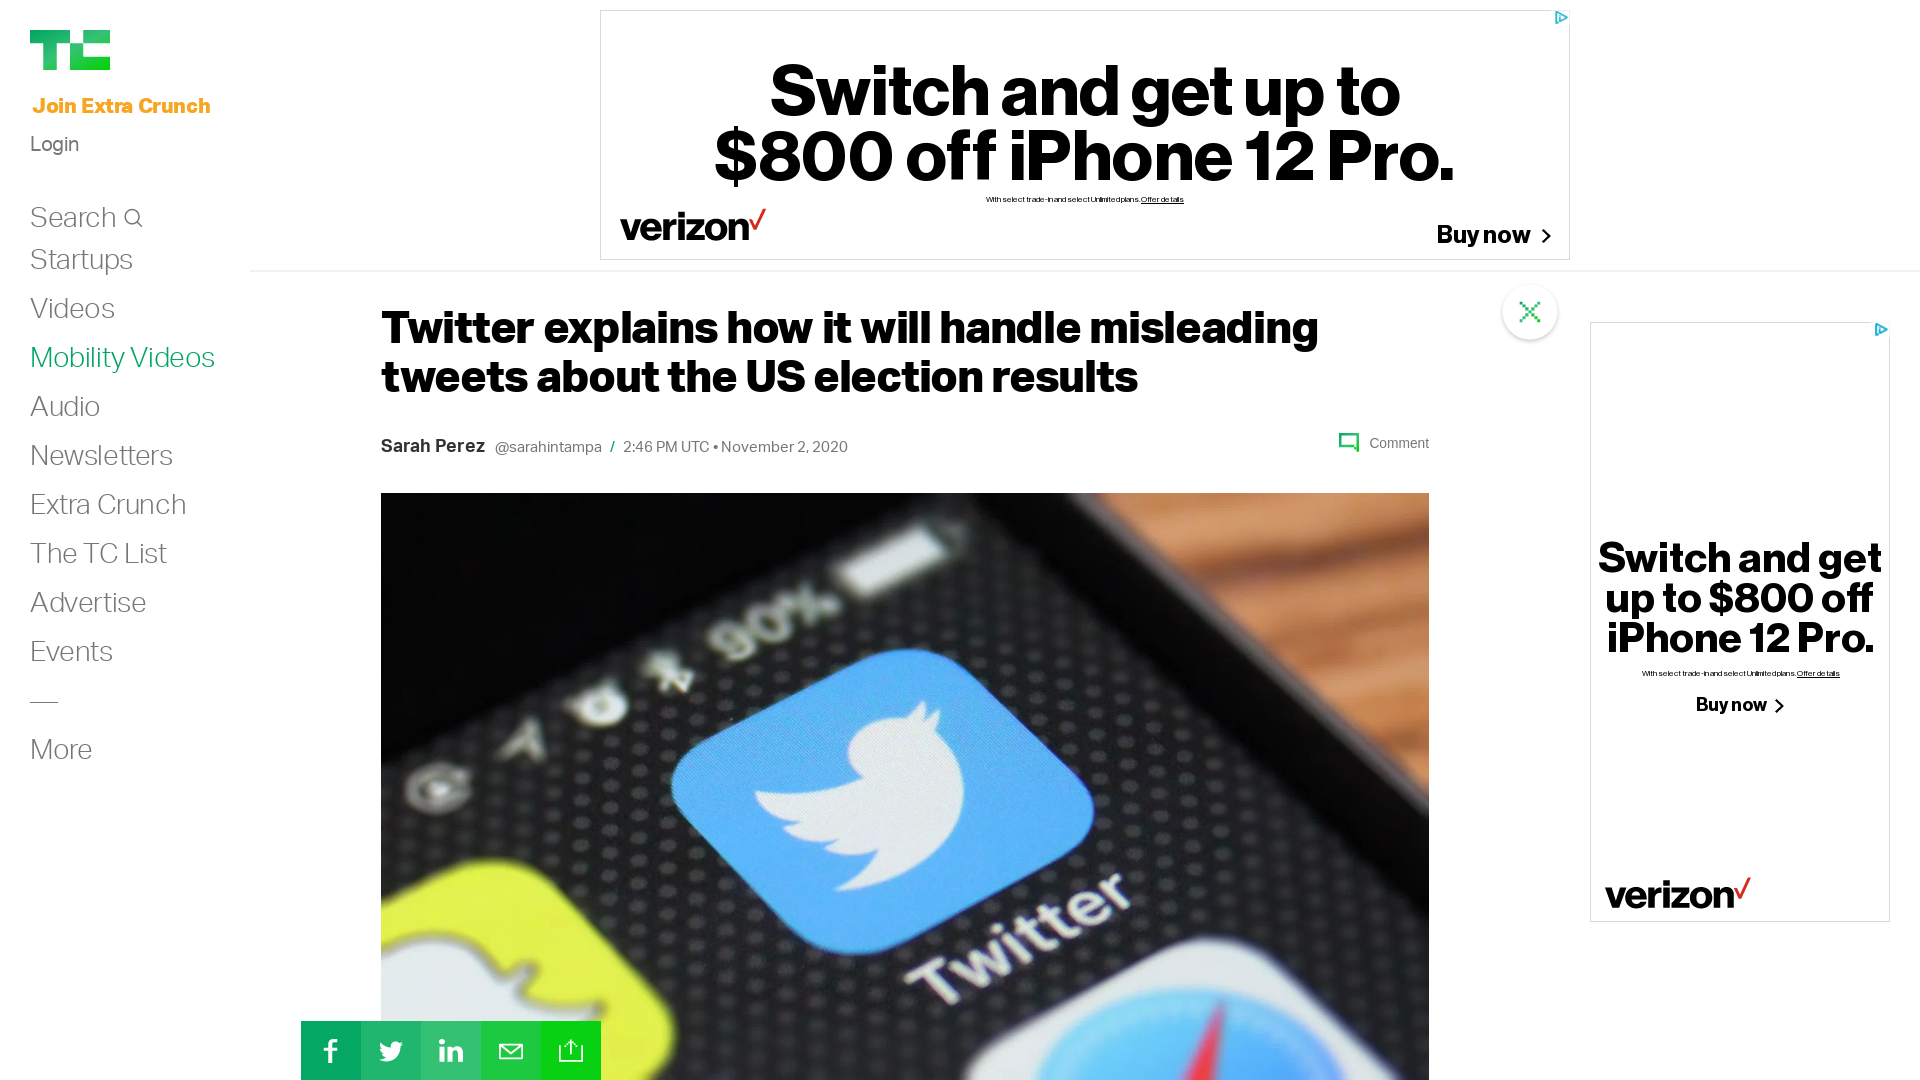 TC
Join Extra Crunch
Login
Search
Startups
Videos
Mobility Videos
Audio
Newsletters
Extra Crunch
The TC List
Advertise
Events
More
Switch and get up to
$800 off iPhone 12 Pro.
With select trade-in and select Unlimited plans. Offer details
verizon
Buy now
Twitter explains how it will handle misleading
tweets about the US election results
Sarah Perez @sarahintampa / 2:46 PM UTC • November 2, 2020
Comment
90%
Twitter
Switch and get
up to $800 off
iPhone 12 Pro.
With select trade-in and select Unlimited plans. Offer details
Buy now
verizon